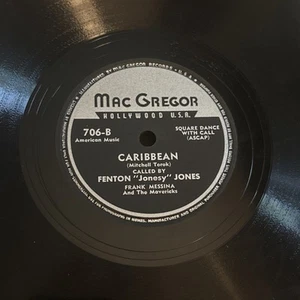 MAC GREGOR
HOLLYWOOD U.S.A.
706-B
American Music
SQUARE DANCE
WITH CALL
(ASCAP)
CARIBBEAN
(Mitchell Torok)
CALLED BY
FENTON "Jonesy" JONES
FRANK MESSINA
And The Mavericks